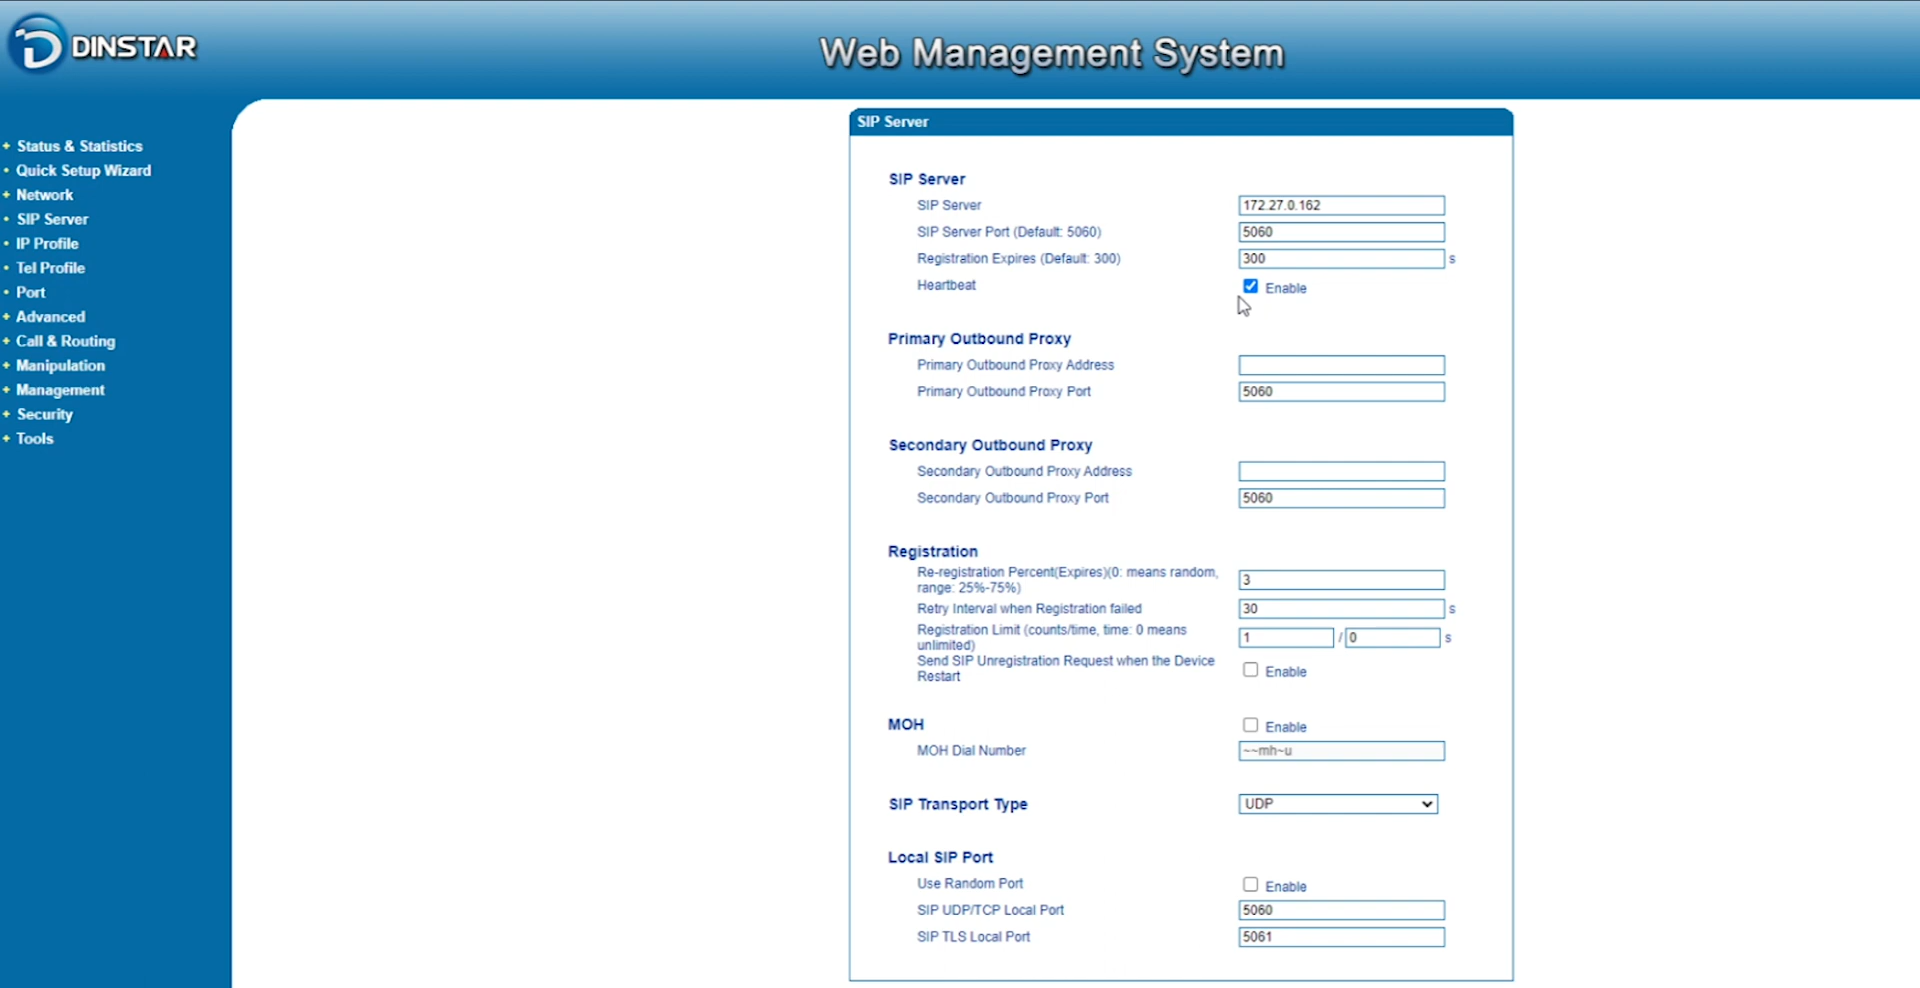 DINSTAR
Web Management System
Status & Statistics
Quick Setup Wizard
Network
SIP Server
IP Profile
Tel Profile
Port
Advanced
Call & Routing
Manipulation
Management
Security
Tools
SIP Server
SIP Server
SIP Server 172.27.0.162
SIP Server Port (Default: 5060) 5060
Registration Expires (Default: 300) 300 s
Heartbeat Enable
Primary Outbound Proxy
Primary Outbound Proxy Address
Primary Outbound Proxy Port 5060
Secondary Outbound Proxy
Secondary Outbound Proxy Address
Secondary Outbound Proxy Port 5060
Registration
Re-registration Percent(Expires)(0: means random,
range: 25%-75%) 3
Retry Interval when Registration failed 30 s
Registration Limit (counts/time, time: 0 means
unlimited) 1 / 0 s
Send SIP Unregistration Request when the Device
Restart Enable
MOH Enable
MOH Dial Number ~~mh~u
SIP Transport Type UDP
Local SIP Port
Use Random Port Enable
SIP UDP/TCP Local Port 5060
SIP TLS Local Port 5061